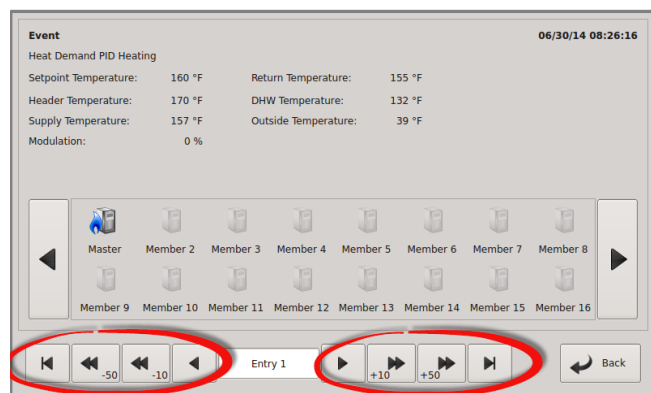 Event 06/30/14 08:26:16
Heat Demand PID Heating
Setpoint Temperature: 160 °F Return Temperature: 155 °F
Header Temperature: 170 °F DHW Temperature: 132 °F
Supply Temperature: 157 °F Outside Temperature: 39 °F
Modulation: 0 %
Master Member 2 Member 3 Member 4 Member 5 Member 6 Member 7 Member 8
Member 9 Member 10 Member 11 Member 12 Member 13 Member 14 Member 15 Member 16
-50 -10 Entry 1 +10 +50 Back